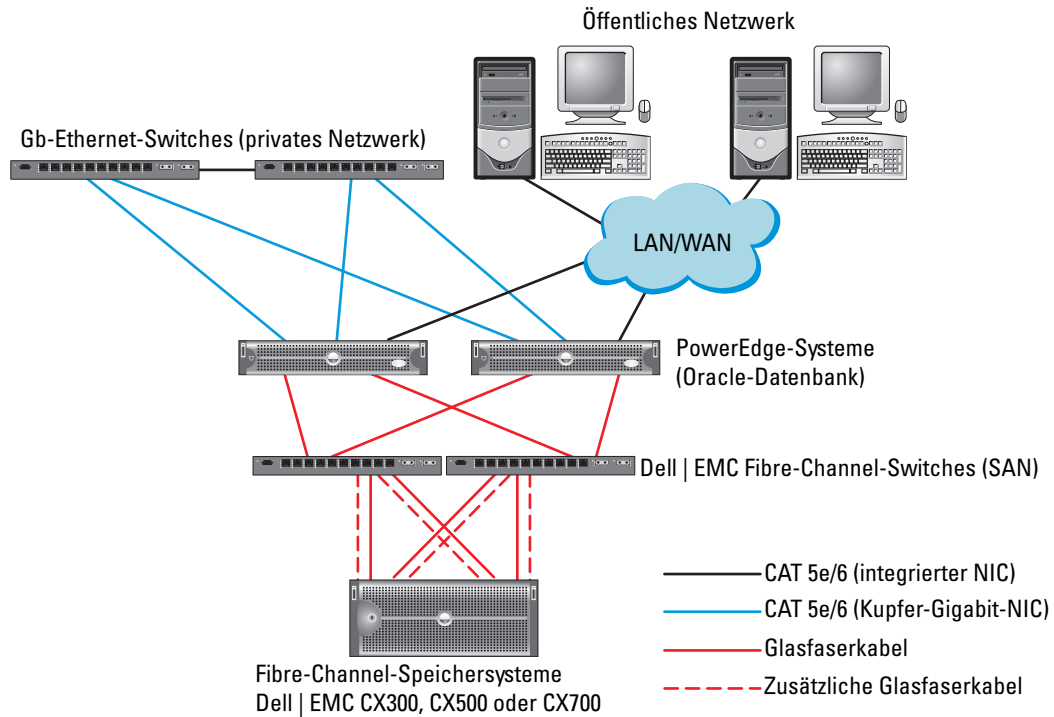 Öffentliches Netzwerk
Gb-Ethernet-Switches (privates Netzwerk)
LAN/WAN
PowerEdge-Systeme
(Oracle-Datenbank)
Dell | EMC Fibre-Channel-Switches (SAN)
CAT 5e/6 (integrierter NIC)
CAT 5e/6 (Kupfer-Gigabit-NIC)
Glasfaserkabel
Zusätzliche Glasfaserkabel
Fibre-Channel-Speichersysteme
Dell | EMC CX300, CX500 oder CX700